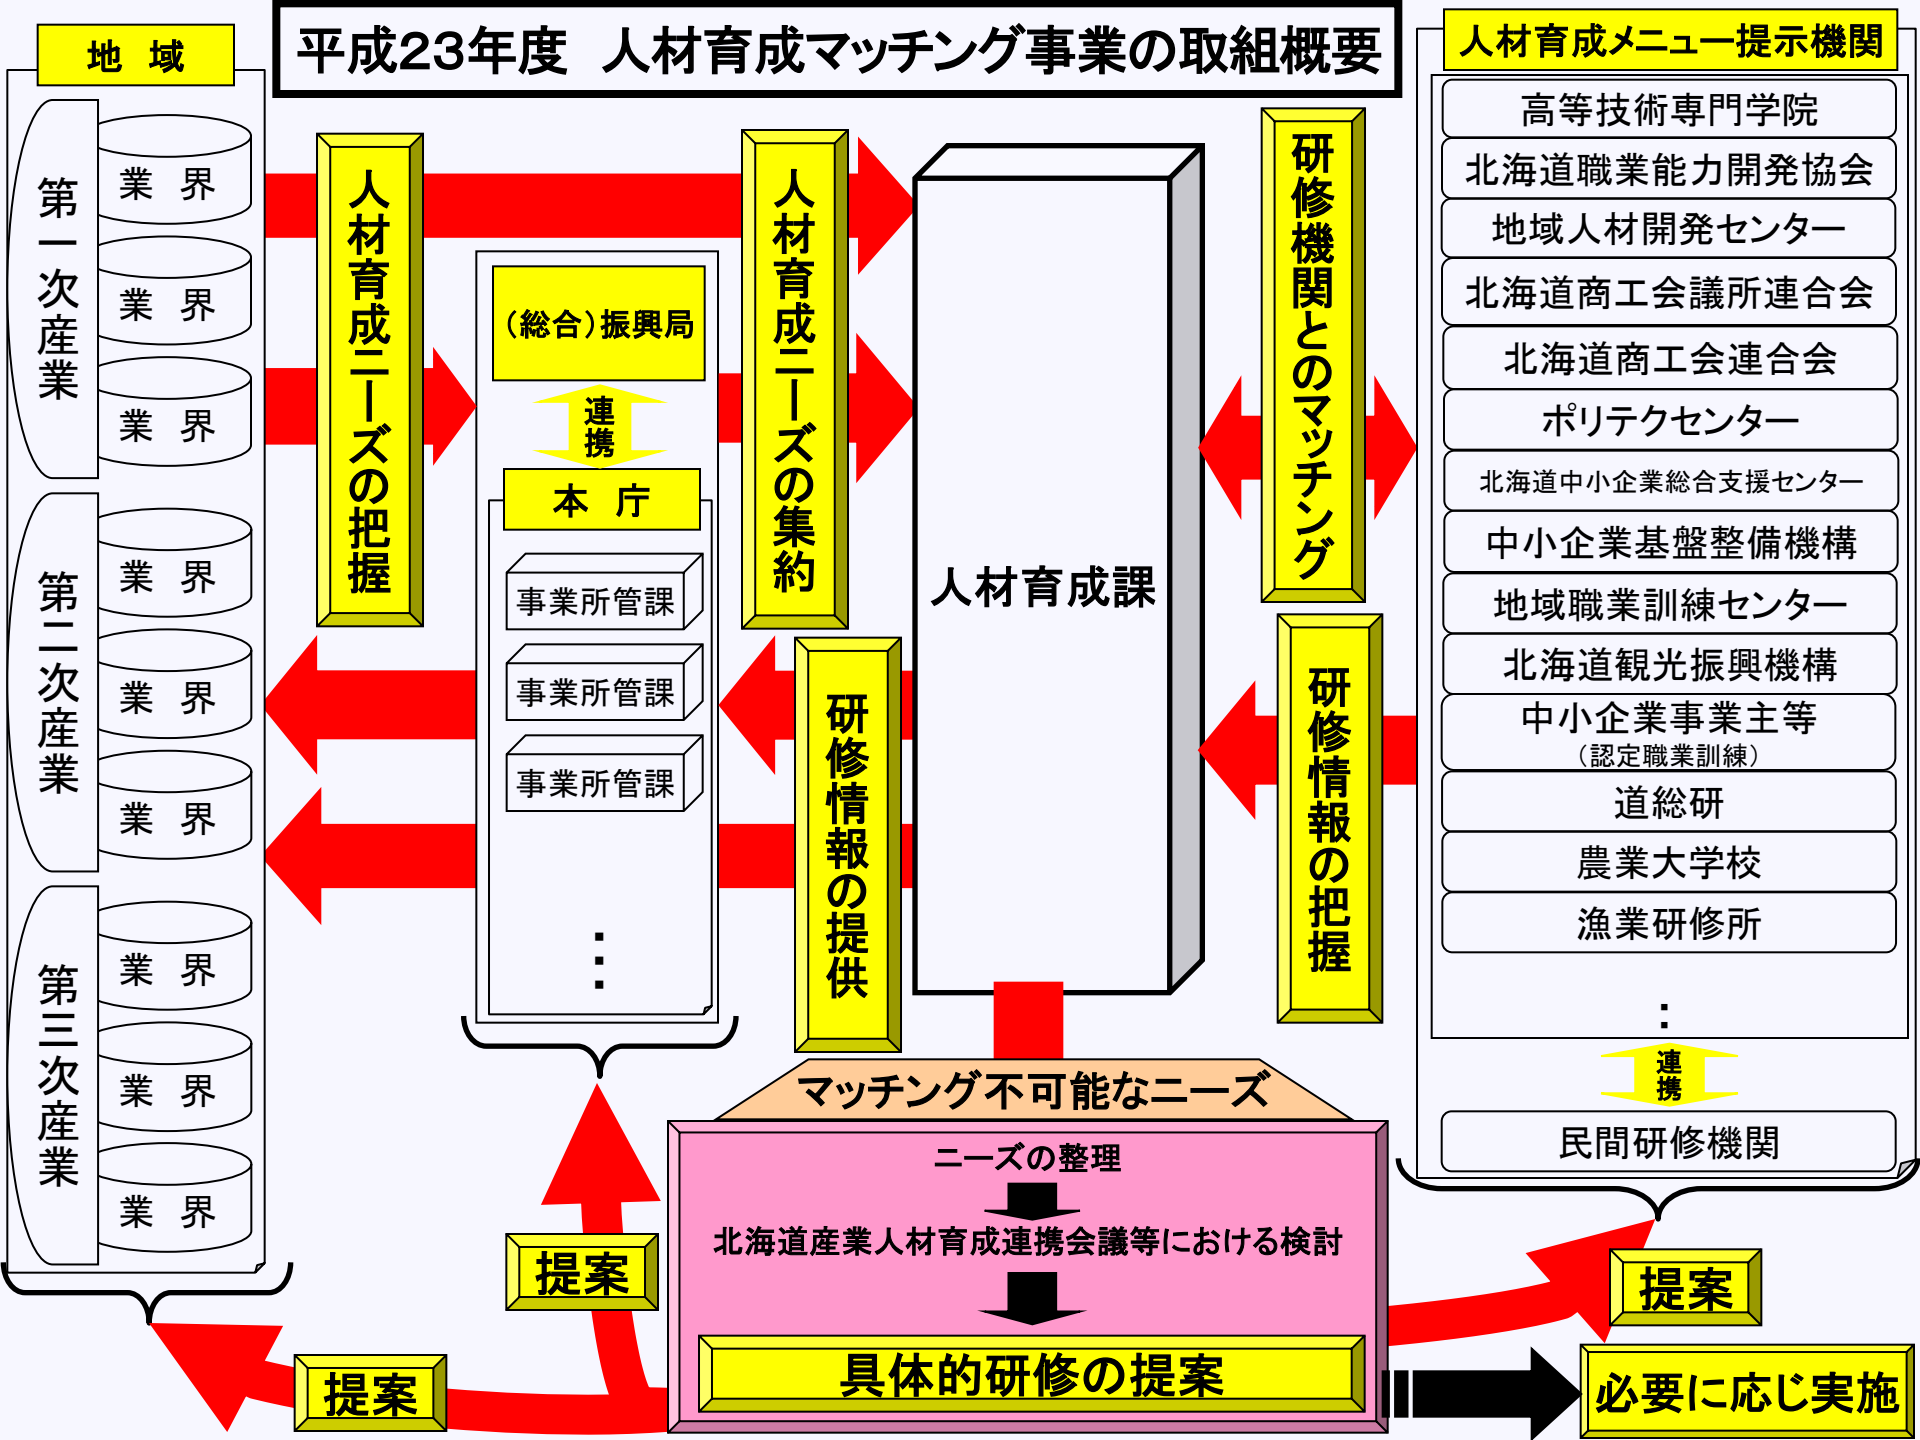 平成23年度　人材育成マッチング事業の取組概要
地　域
第一次産業
業　界
業　界
業　界
第二次産業
業　界
業　界
業　界
第三次産業
業　界
業　界
業　界
人材育成ニーズの把握
（総合）振興局
連携
本　庁
事業所管課
事業所管課
事業所管課
⋮
人材育成ニーズの集約
研修情報の提供
人材育成課
研修機関とのマッチング
研修情報の把握
人材育成メニュー提示機関
高等技術専門学院
北海道職業能力開発協会
地域人材開発センター
北海道商工会議所連合会
北海道商工会連合会
ポリテクセンター
北海道中小企業総合支援センター
中小企業基盤整備機構
地域職業訓練センター
北海道観光振興機構
中小企業事業主等
（認定職業訓練）
道総研
農業大学校
漁業研修所
：
連携
民間研修機関
マッチング不可能なニーズ
ニーズの整理
北海道産業人材育成連携会議等における検討
具体的研修の提案
提案
提案
提案
必要に応じ実施